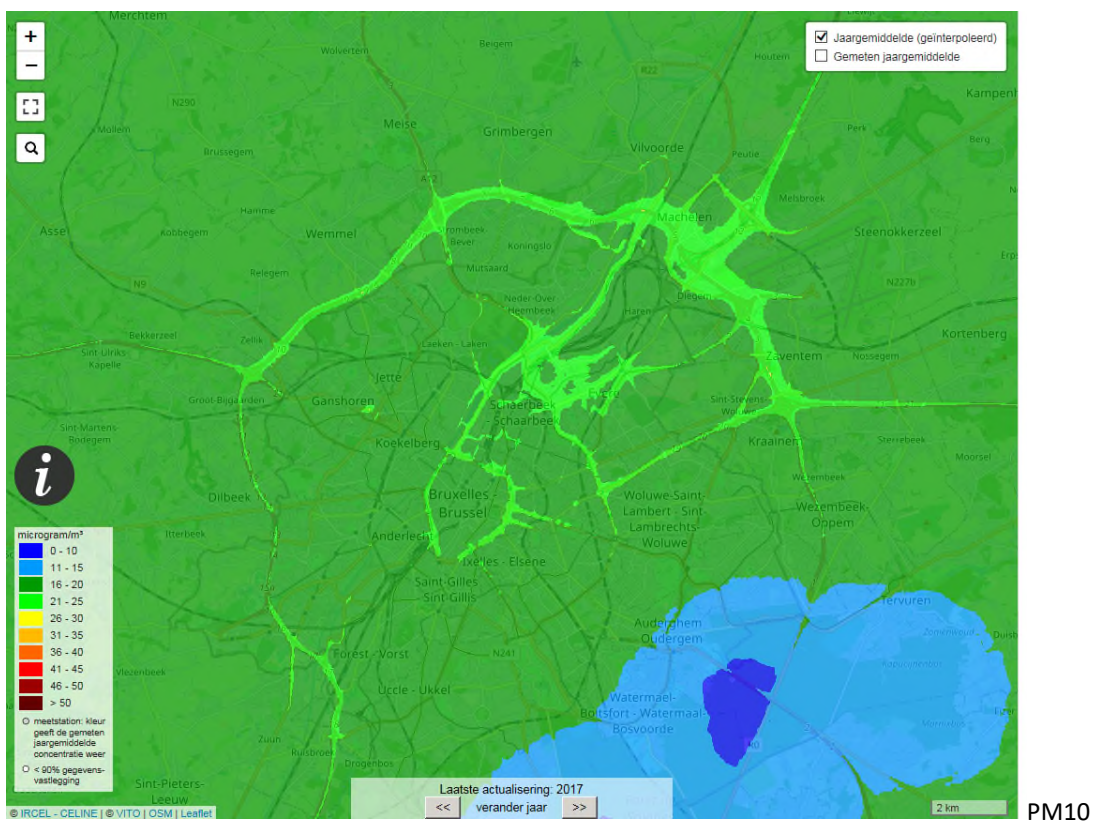 Merchtem
+
−
Wolvertem
Beigem
R22
Houtem
Jaargemiddelde (geïnterpoleerd)
Gemeten jaargemiddelde
N290
Mollem
Brussegem
Meise
Grimbergen
Vilvoorde
Peutie
Perk
Berg
Kampenh
A12
Machelen
Melsbroek
Hamme
Asse
Kobbegem
Wemmel
Strombeek-
Bever
Koningslo
Steenokkerzeel
Relegem
Mutsaard
N9
Neder-Over-
Heembeek
Diegem
Haren
N227b
Bekkerzeel
Zellik
Sint-Ulriks-
Kapelle
Laeken - Laken
Kortenberg
Zaventem
Nossegem
Jette
Groot-Bijgaarden
Ganshoren
Evere
Schaerbeek
- Schaarbeek
Sint-Stevens-
Woluwe
Sint-Martens-
Bodegem
Koekelberg
Kraainem
Sterrebeek
Moorsel
Wezembeek
Dilbeek
Bruxelles -
Brussel
Woluwe-Saint-
Lambert - Sint-
Lambrechts-
Woluwe
Wezembeek-
Oppem
Itterbeek
Anderlecht
Ixelles - Elsene
Saint-Gilles
Sint-Gillis
i
microgram/m³
0 - 10
11 - 15
16 - 20
21 - 25
26 - 30
31 - 35
36 - 40
41 - 45
46 - 50
> 50
meetstation: kleur
geeft de gemeten
jaargemiddelde
concentratie weer
< 90% gegevens-
vastlegging
Tervuren
Auderghem
Oudergem
Vlezenbeek
Forest - Vorst
N241
Uccle - Ukkel
Watermael-
Boitsfort - Watermaal-
Bosvoorde
Zuun
Ruisbroek
Drogenbos
Sint-Pieters-
Leeuw
Laatste actualisering: 2017
<< verander jaar >>
2 km
© IRCEL - CELINE | © VITO | OSM | Leaflet
PM10